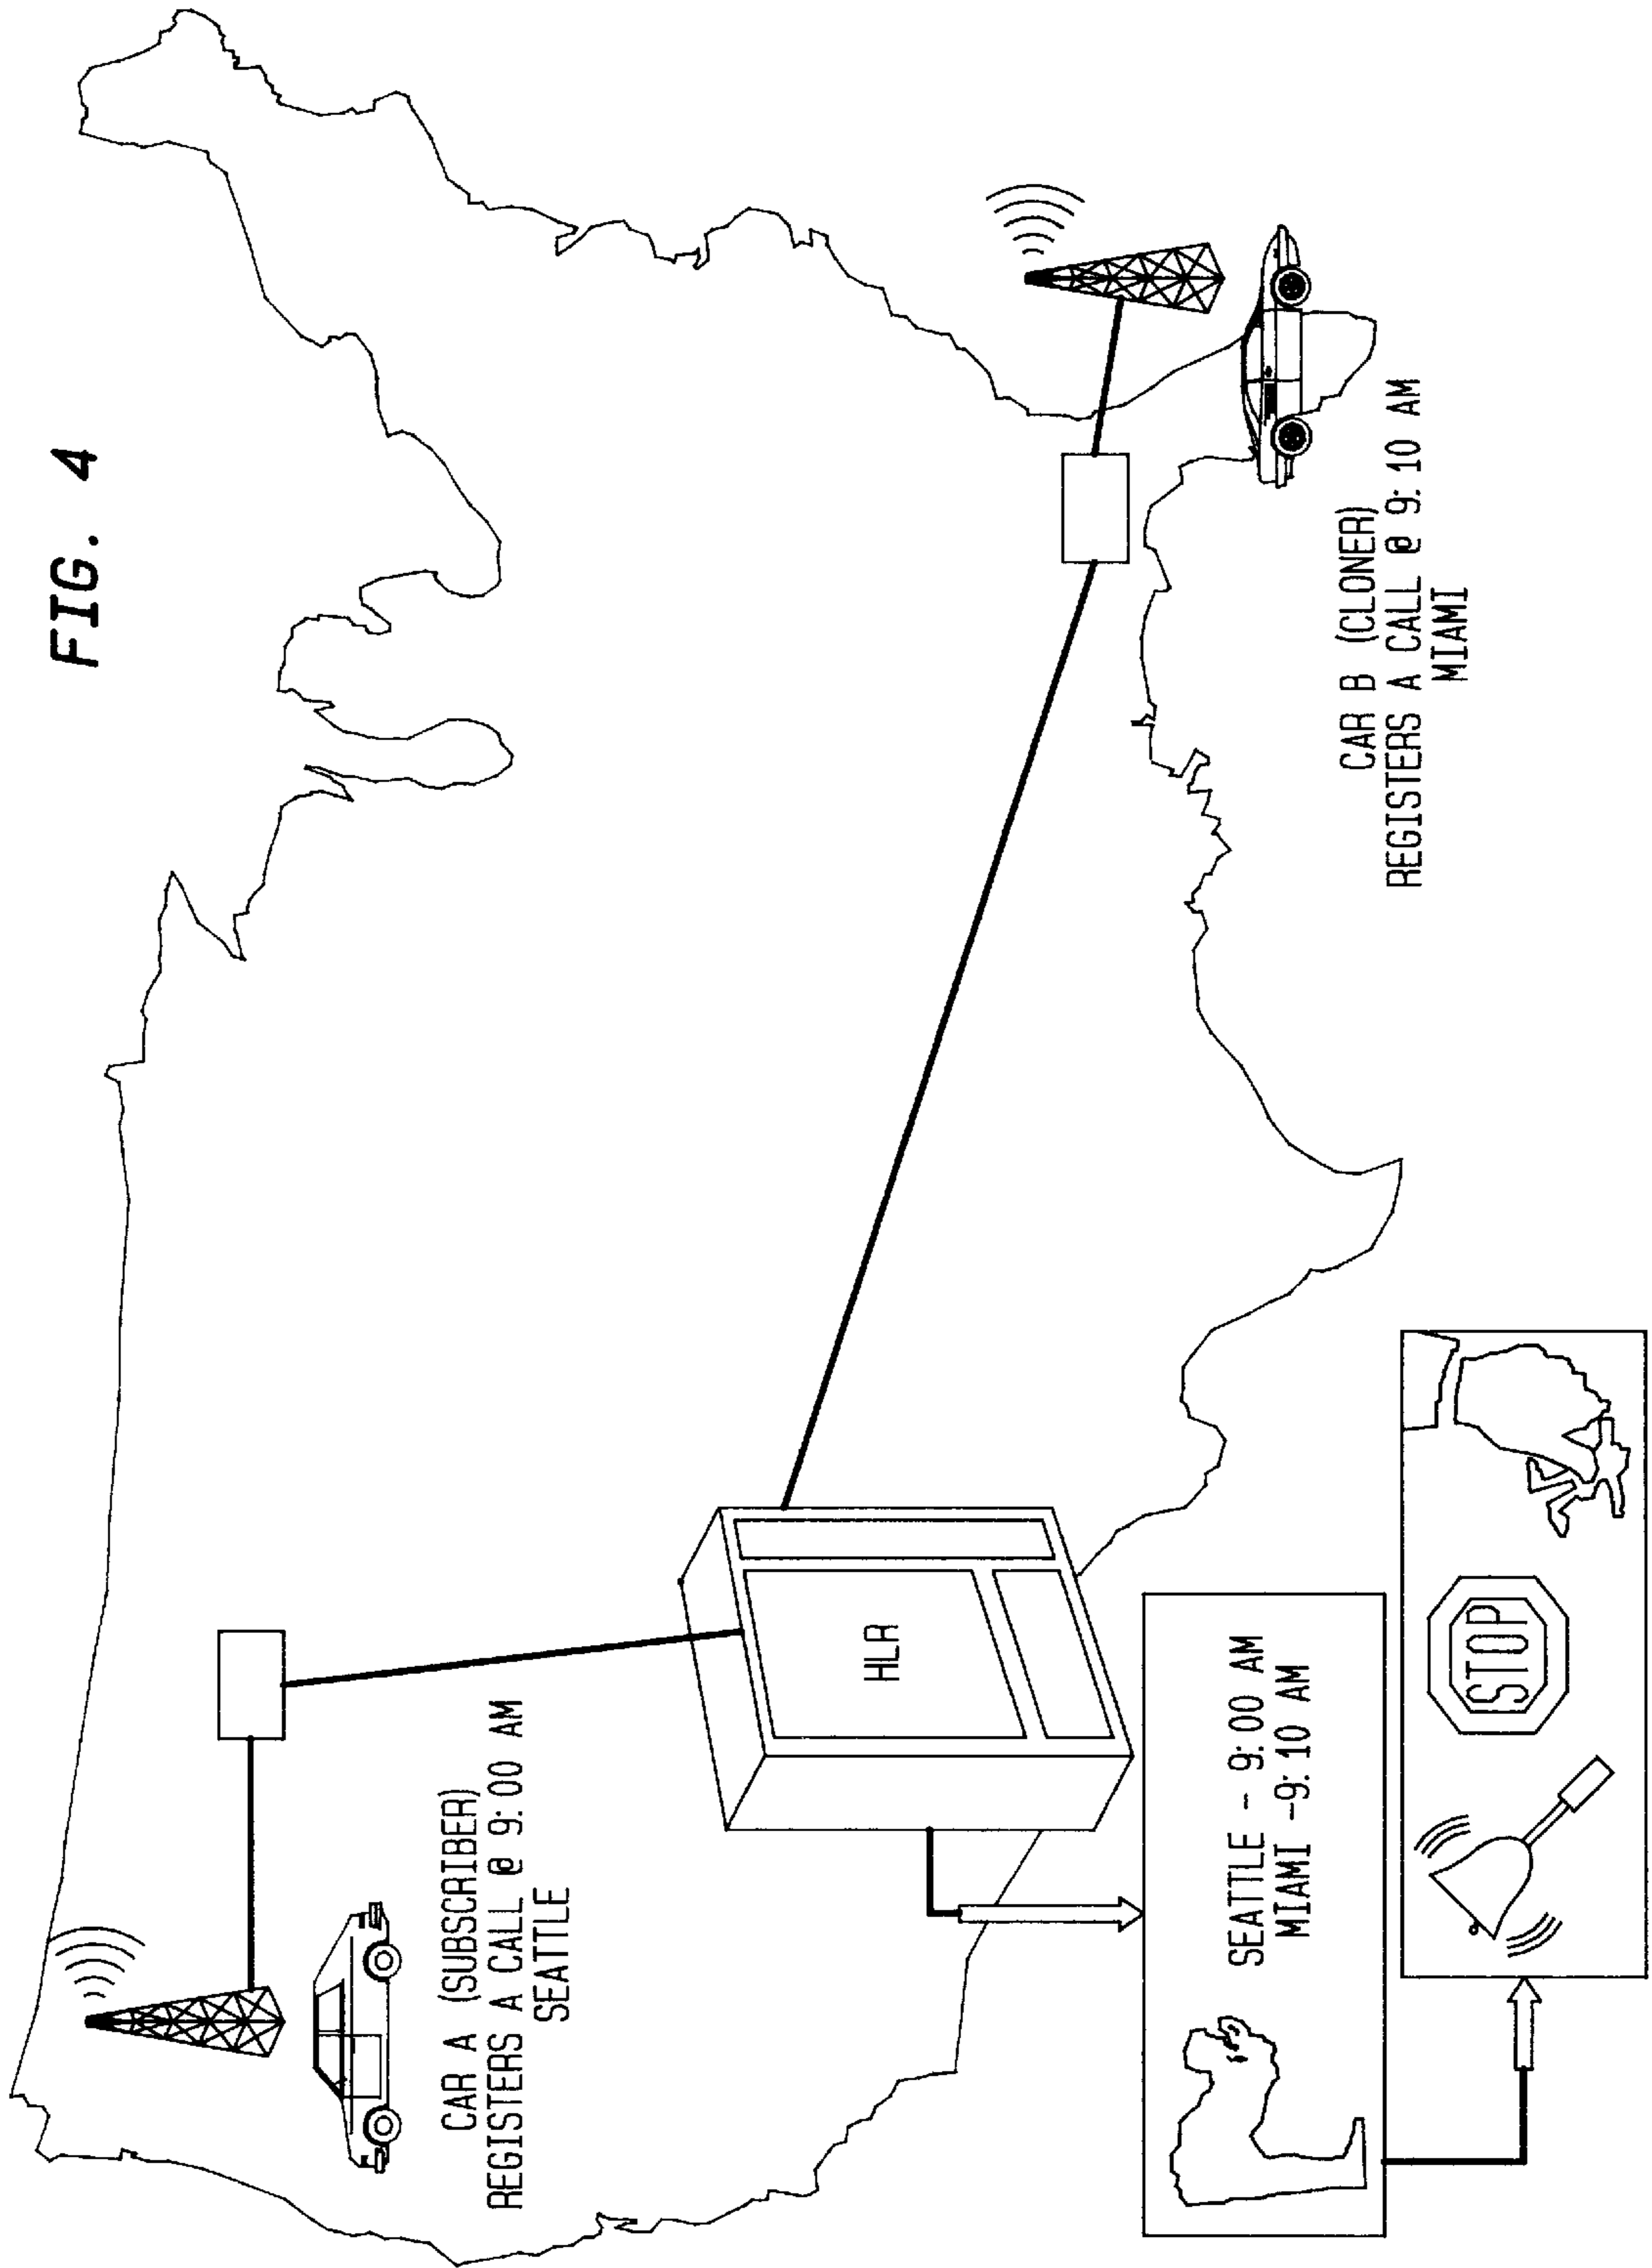 FIG. 4
CAR A (SUBSCRIBER)
REGISTERS A CALL @ 9:00 AM
SEATTLE
HLR
SEATTLE - 9:00 AM
MIAMI -9:10 AM
STOP
CAR B (CLONER)
REGISTERS A CALL @ 9:10 AM
MIAMI